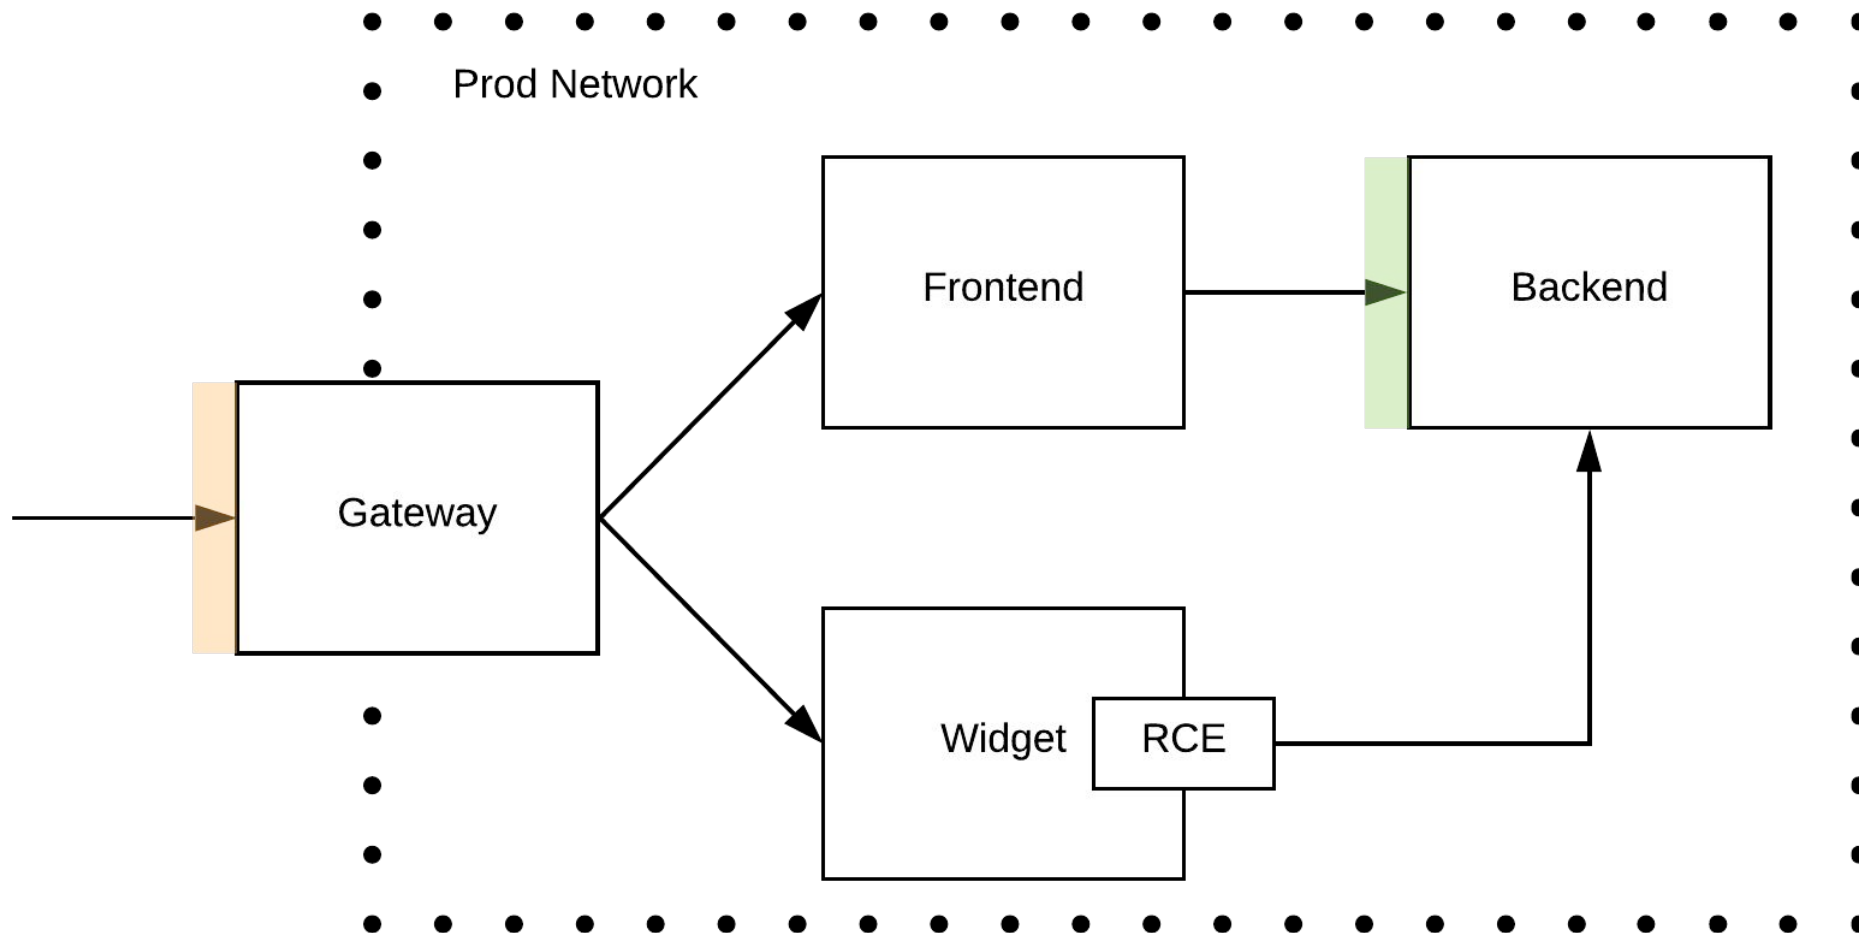 Prod Network
Frontend
Backend
Gateway
Widget
RCE